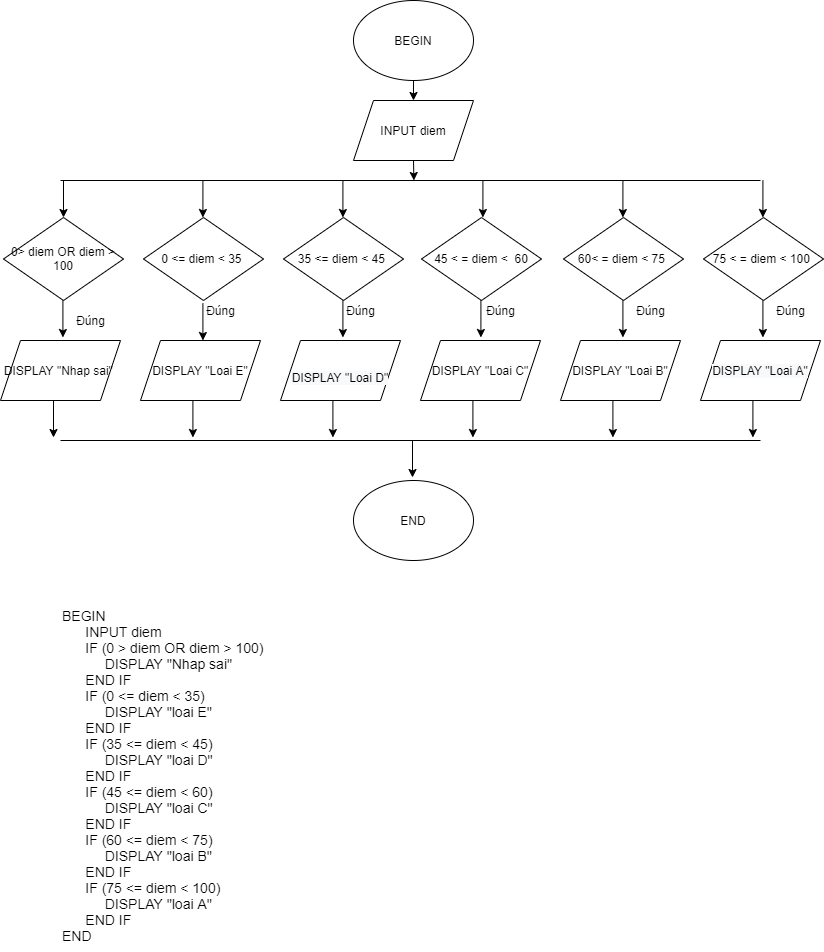 BEGIN
INPUT diem
0> diem OR diem >
100
0 <= diem < 35
35 <= diem < 45
45 < = diem <  60
60< = diem < 75
75 < = diem < 100
Đúng
Đúng
Đúng
Đúng
Đúng
Đúng
DISPLAY "Nhap sai"
DISPLAY "Loai E"
DISPLAY "Loai D"
DISPLAY "Loai C"
DISPLAY "Loai B"
DISPLAY "Loai A"
END
BEGIN
INPUT diem
IF (0 > diem OR diem > 100)
DISPLAY "Nhap sai"
END IF
IF (0 <= diem < 35)
DISPLAY "loai E"
END IF
IF (35 <= diem < 45)
DISPLAY "loai D"
END IF
IF (45 <= diem < 60)
DISPLAY "loai C"
END IF
IF (60 <= diem < 75)
DISPLAY "loai B"
END IF
IF (75 <= diem < 100)
DISPLAY "loai A"
END IF
END